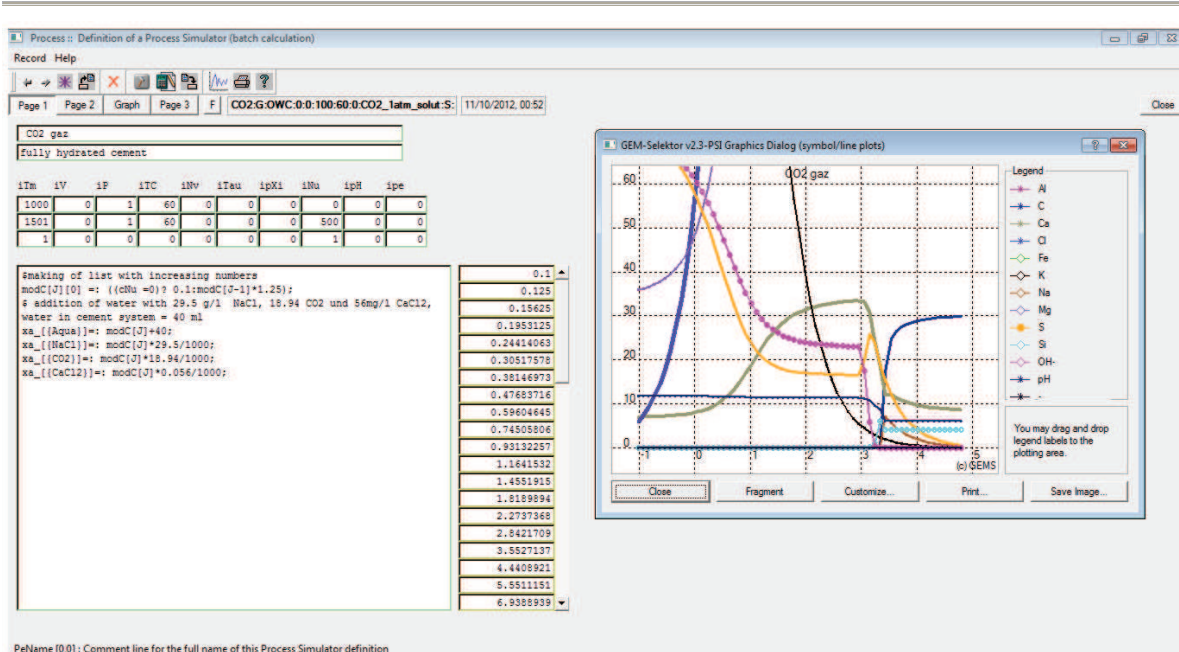 Process :: Definition of a Process Simulator (batch calculation)
Record Help
Page 1 Page 2 Graph Page 3 F CO2:G:OWC:0:0:100:60:0:CO2_1atm_solut:S: 11/10/2012, 00:52 Close
CO2 gaz
fully hydrated cement
iTm iV iP iTC iNv iTau ipXi iNu ipH ipe
1000 0 1 60 0 0 0 0 0 0
1501 0 1 60 0 0 0 500 0 0
1 0 0 0 0 0 0 1 0 0
$making of list with increasing numbers
modC[J][0] =: ((cNu =0)? 0.1:modC[J-1]*1.25);
$ addition of water with 29.5 g/l NaCl, 18.94 CO2 und 56mg/l CaCl2,
water in cement system = 40 ml
xa_[{Aqua}]=: modC[J]+40;
xa_[{NaCl}]=: modC[J]*29.5/1000;
xa_[{CO2}]=: modC[J]*18.94/1000;
xa_[{CaCl2}]=: modC[J]*0.056/1000;
0.1
0.125
0.15625
0.1953125
0.24414063
0.30517578
0.38146973
0.47683716
0.59604645
0.74505806
0.93132257
1.1641532
1.4551915
1.8189894
2.2737368
2.8421709
3.5527137
4.4408921
5.5511151
6.9388939
GEM-Selektor v2.3-PSI Graphics Dialog (symbol/line plots)
CO2 gaz
60
50
40
30
20
10
0
-1 0 1 2 3 4 5
(c) GEMS
Legend
Al
C
Ca
Cl
Fe
K
Na
Mg
S
Si
OH-
pH
-
You may drag and drop
legend labels to the
plotting area.
Close Fragment Customize... Print... Save Image...
PeName [0,0] : Comment line for the full name of this Process Simulator definition